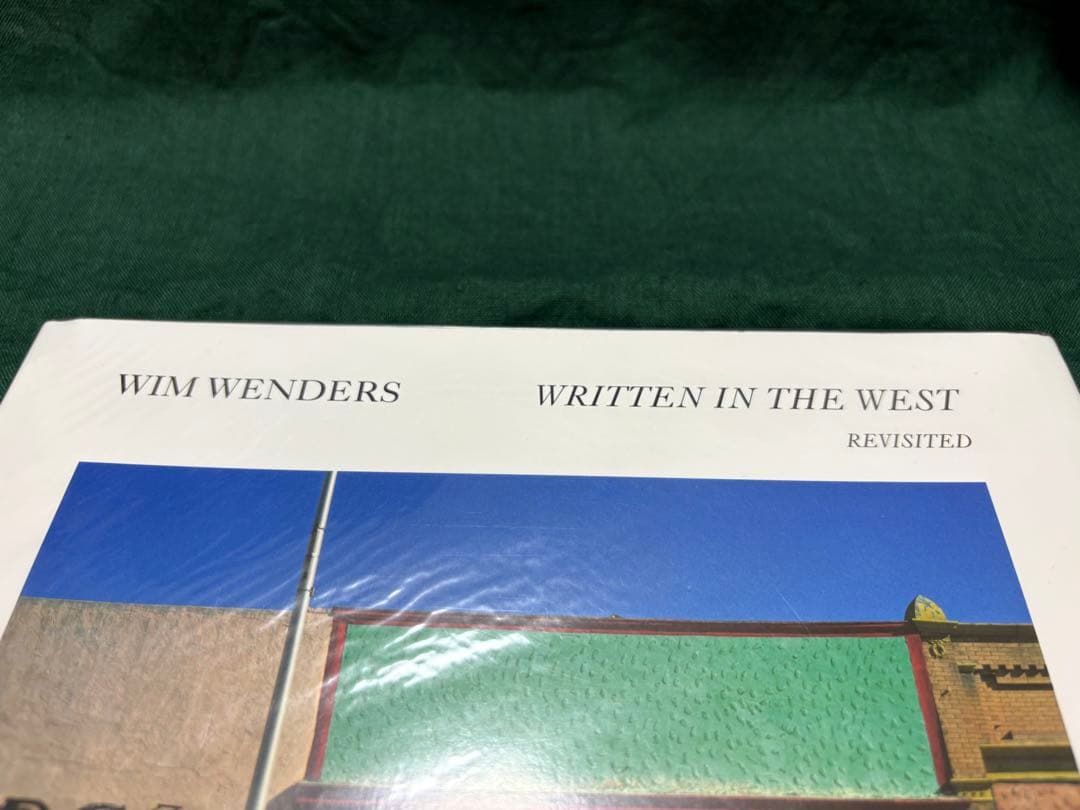 WIM WENDERS
WRITTEN IN THE WEST
REVISITED